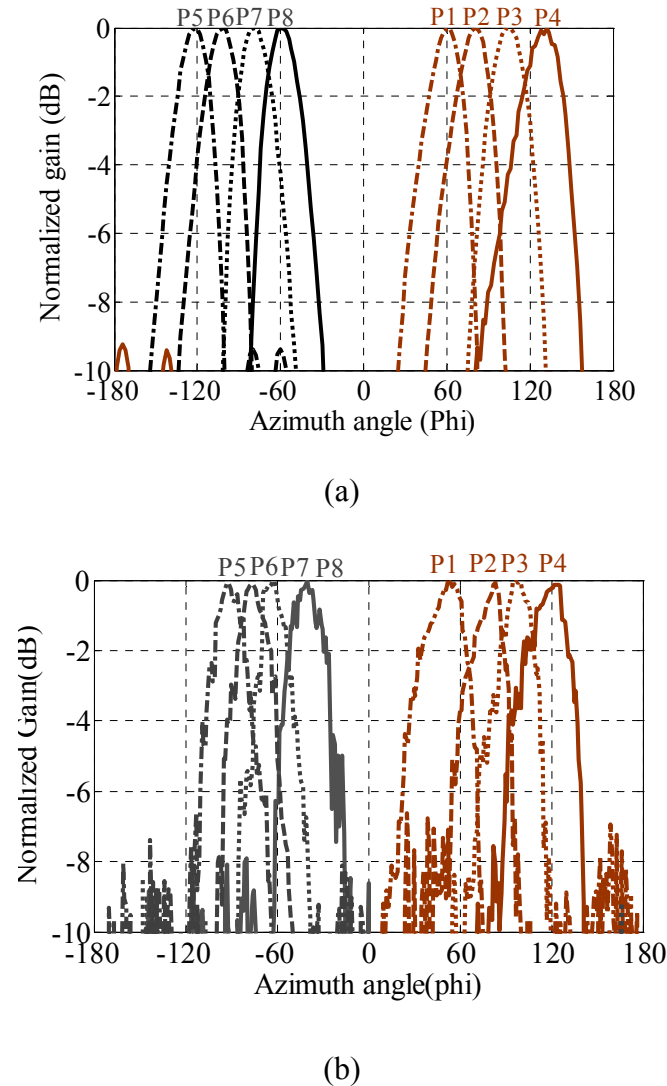 P5 P6 P7 P8 P1 P2 P3 P4
0
-2
-4
-6
-8
-10
Normalized gain (dB)
-180 -120 -60 0 60 120 180
Azimuth angle (Phi)
(a)
P5 P6 P7 P8 P1 P2 P3 P4
0
-2
-4
-6
-8
-10
Normalized Gain(dB)
-180 -120 -60 0 60 120 180
Azimuth angle(phi)
(b)